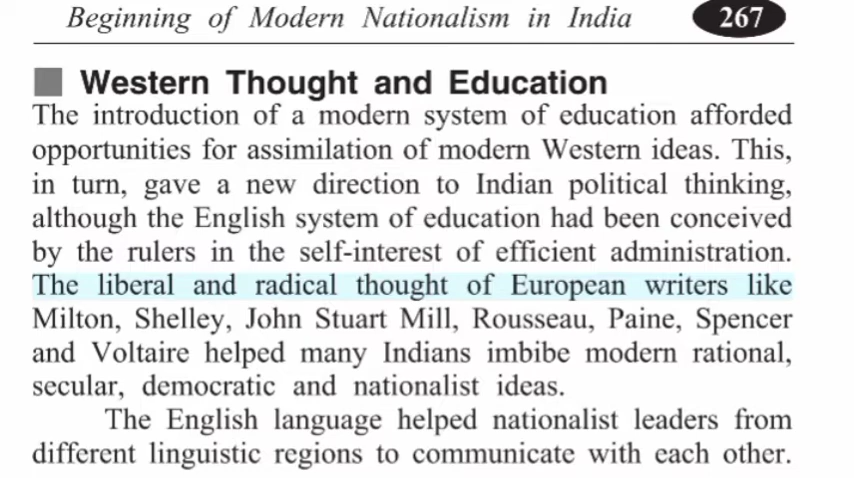 Beginning of Modern Nationalism in India 267
Western Thought and Education
The introduction of a modern system of education afforded
opportunities for assimilation of modern Western ideas. This,
in turn, gave a new direction to Indian political thinking,
although the English system of education had been conceived
by the rulers in the self-interest of efficient administration.
The liberal and radical thought of European writers like
Milton, Shelley, John Stuart Mill, Rousseau, Paine, Spencer
and Voltaire helped many Indians imbibe modern rational,
secular, democratic and nationalist ideas.
The English language helped nationalist leaders from
different linguistic regions to communicate with each other.